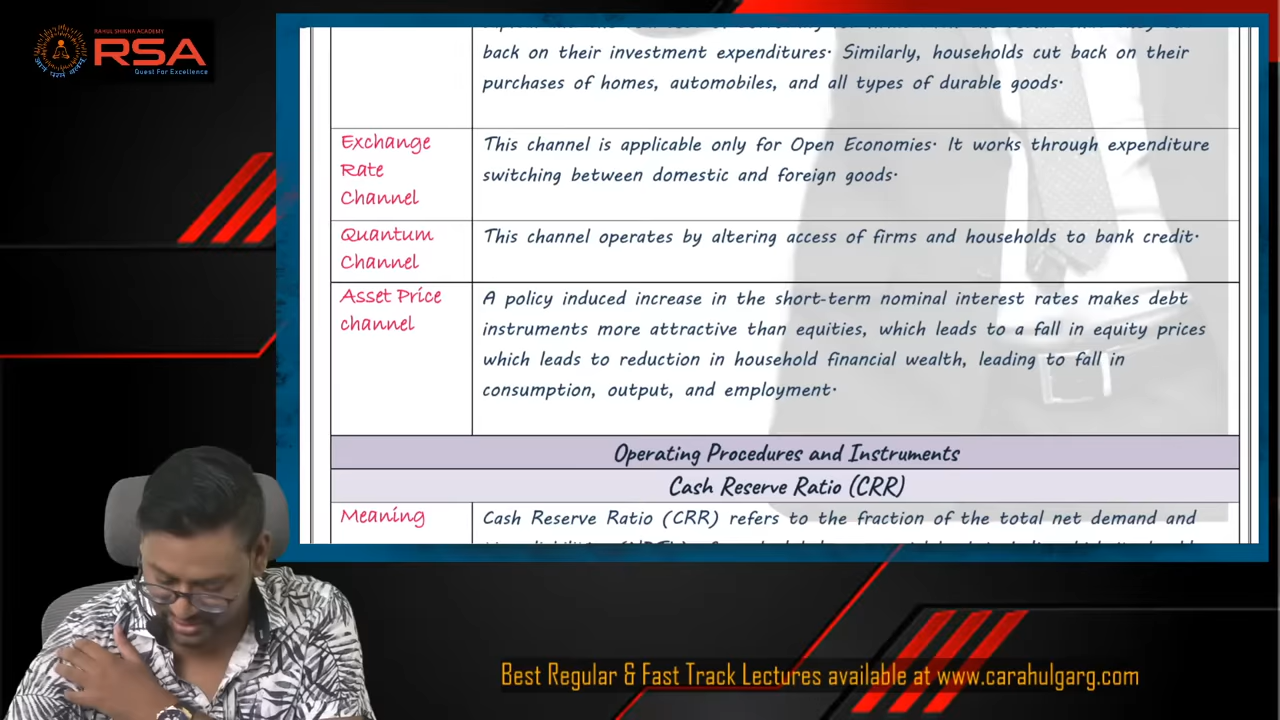 RAHUL SHIKHA ACADEMY
RSA
Quest For Excellence
back on their investment expenditures. Similarly, households cut back on their
purchases of homes, automobiles, and all types of durable goods.
Exchange
Rate
Channel
This channel is applicable only for Open Economies. It works through expenditure
switching between domestic and foreign goods.
Quantum
Channel
This channel operates by altering access of firms and households to bank credit.
Asset Price
channel
A policy induced increase in the short-term nominal interest rates makes debt
instruments more attractive than equities, which leads to a fall in equity prices
which leads to reduction in household financial wealth, leading to fall in
consumption, output, and employment.
Operating Procedures and Instruments
Cash Reserve Ratio (CRR)
Meaning
Cash Reserve Ratio (CRR) refers to the fraction of the total net demand and
Best Regular & Fast Track Lectures available at www.carahulgarg.com